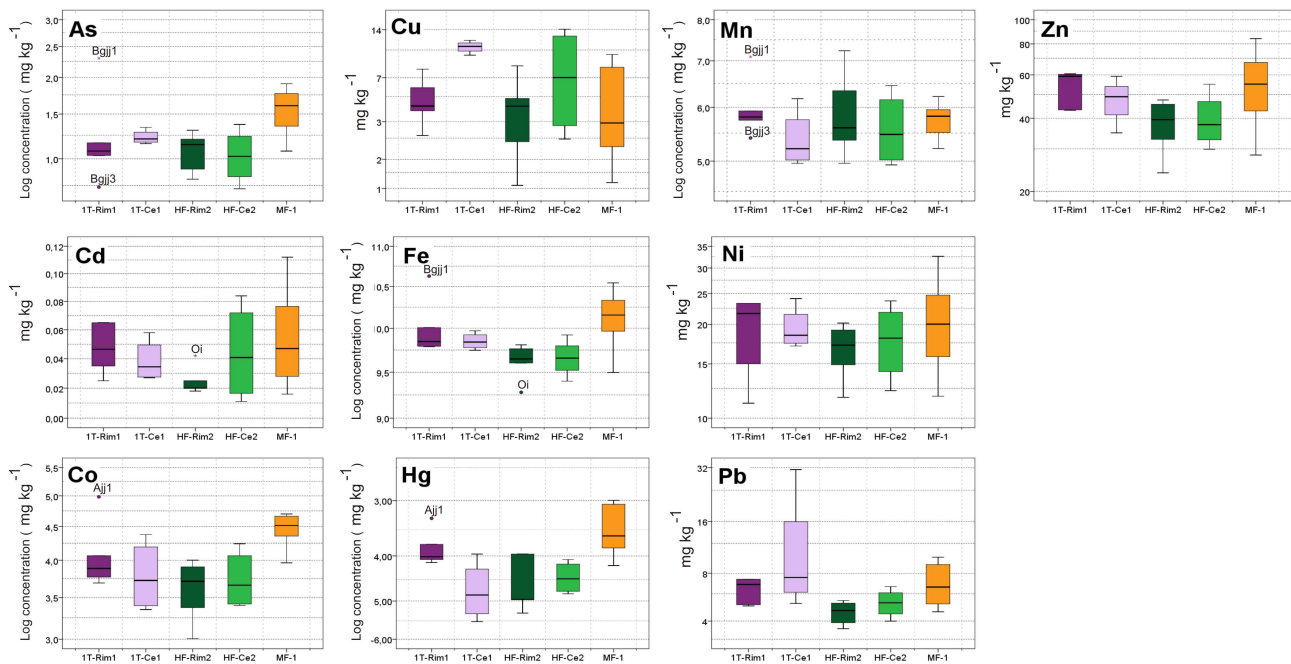 As
Log concentration ( mg kg-1 )
3,0
2,5
2,0
1,5
1,0
Bgjj1
Bgjj3
1T-Rim1 1T-Ce1 HF-Rim2 HF-Ce2 MF-1
Cu
mg kg-1
14
7
3
2
1
1T-Rim1 1T-Ce1 HF-Rim2 HF-Ce2 MF-1
Mn
Log concentration ( mg kg-1 )
8,0
7,0
6,0
5,0
Bgjj1
Bgjj3
1T-Rim1 1T-Ce1 HF-Rim2 HF-Ce2 MF-1
Zn
mg kg-1
100
80
60
40
20
1T-Rim1 1T-Ce1 HF-Rim2 HF-Ce2 MF-1
Cd
mg kg-1
0,12
0,10
0,08
0,06
0,04
0,02
0,00
Oi
1T-Rim1 1T-Ce1 HF-Rim2 HF-Ce2 MF-1
Fe
Log concentration ( mg kg-1 )
11,0
10,5
10,0
9,5
9,0
Bgjj1
Oi
1T-Rim1 1T-Ce1 HF-Rim2 HF-Ce2 MF-1
Ni
mg kg-1
35
30
25
20
15
10
1T-Rim1 1T-Ce1 HF-Rim2 HF-Ce2 MF-1
Co
Log concentration ( mg kg-1 )
5,5
5,0
4,5
3,75
3,5
3,0
Ajj1
1T-Rim1 1T-Ce1 HF-Rim2 HF-Ce2 MF-1
Hg
Log concentration ( mg kg-1 )
3,00
4,00
5,00
-6,00
Ajj1
1T-Rim1 1T-Ce1 HF-Rim2 HF-Ce2 MF-1
Pb
mg kg-1
32
16
8
4
1T-Rim1 1T-Ce1 HF-Rim2 HF-Ce2 MF-1